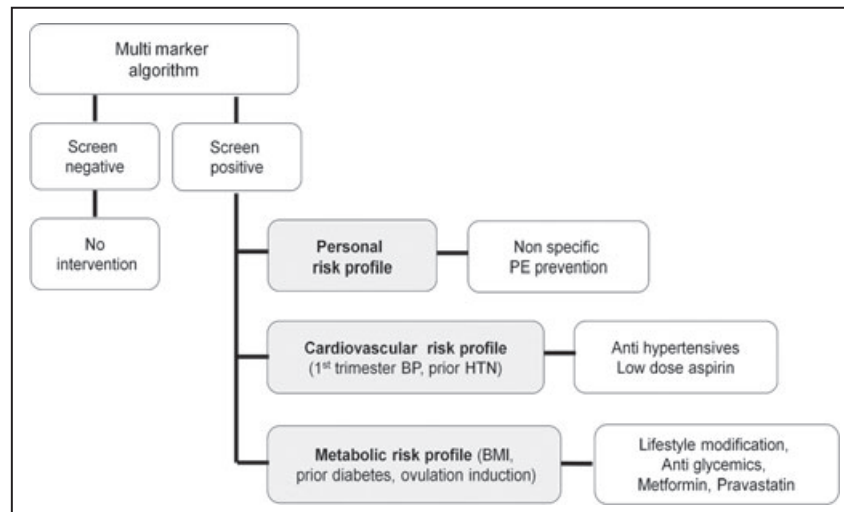 Multi marker
algorithm
Screen
negative
Screen
positive
No
intervention
Personal
risk profile
Non specific
PE prevention
Cardiovascular risk profile
(1st trimester BP, prior HTN)
Anti hypertensives
Low dose aspirin
Metabolic risk profile (BMI,
prior diabetes, ovulation induction)
Lifestyle modification,
Anti glycemics,
Metformin, Pravastatin